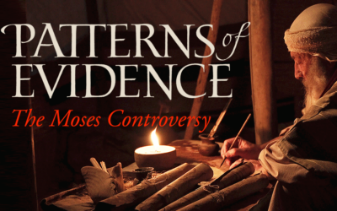 PATTERNS of
EVIDENCE
The Moses Controversy